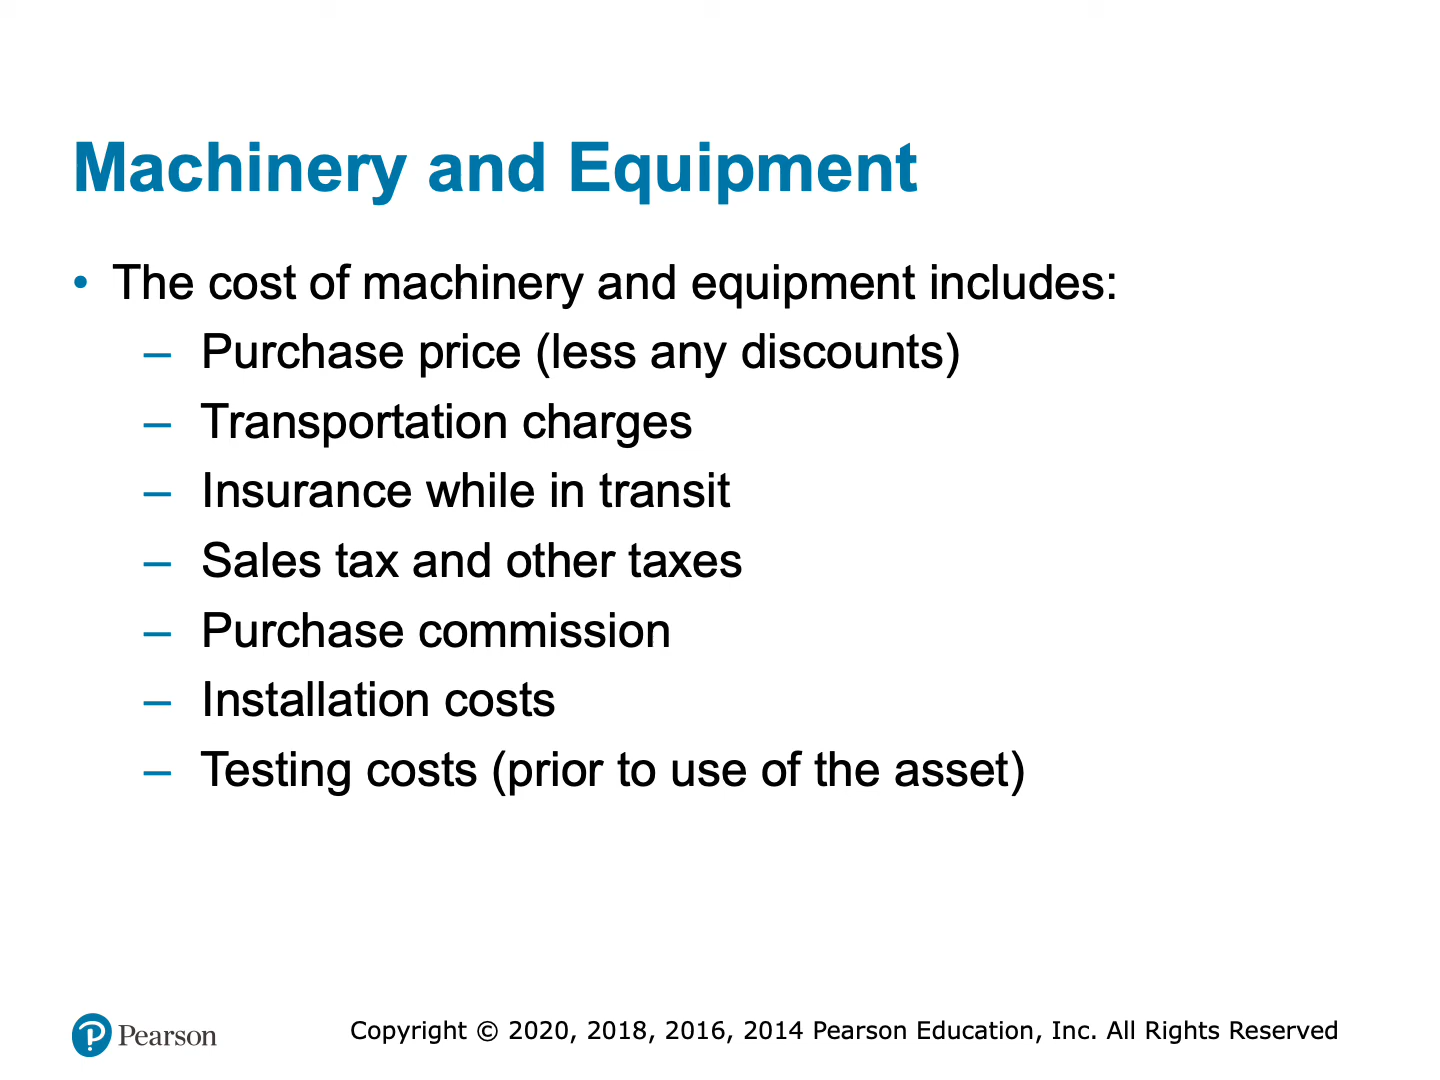 Machinery and Equipment
• The cost of machinery and equipment includes:
– Purchase price (less any discounts)
– Transportation charges
– Insurance while in transit
– Sales tax and other taxes
– Purchase commission
– Installation costs
– Testing costs (prior to use of the asset)
Pearson
Copyright © 2020, 2018, 2016, 2014 Pearson Education, Inc. All Rights Reserved